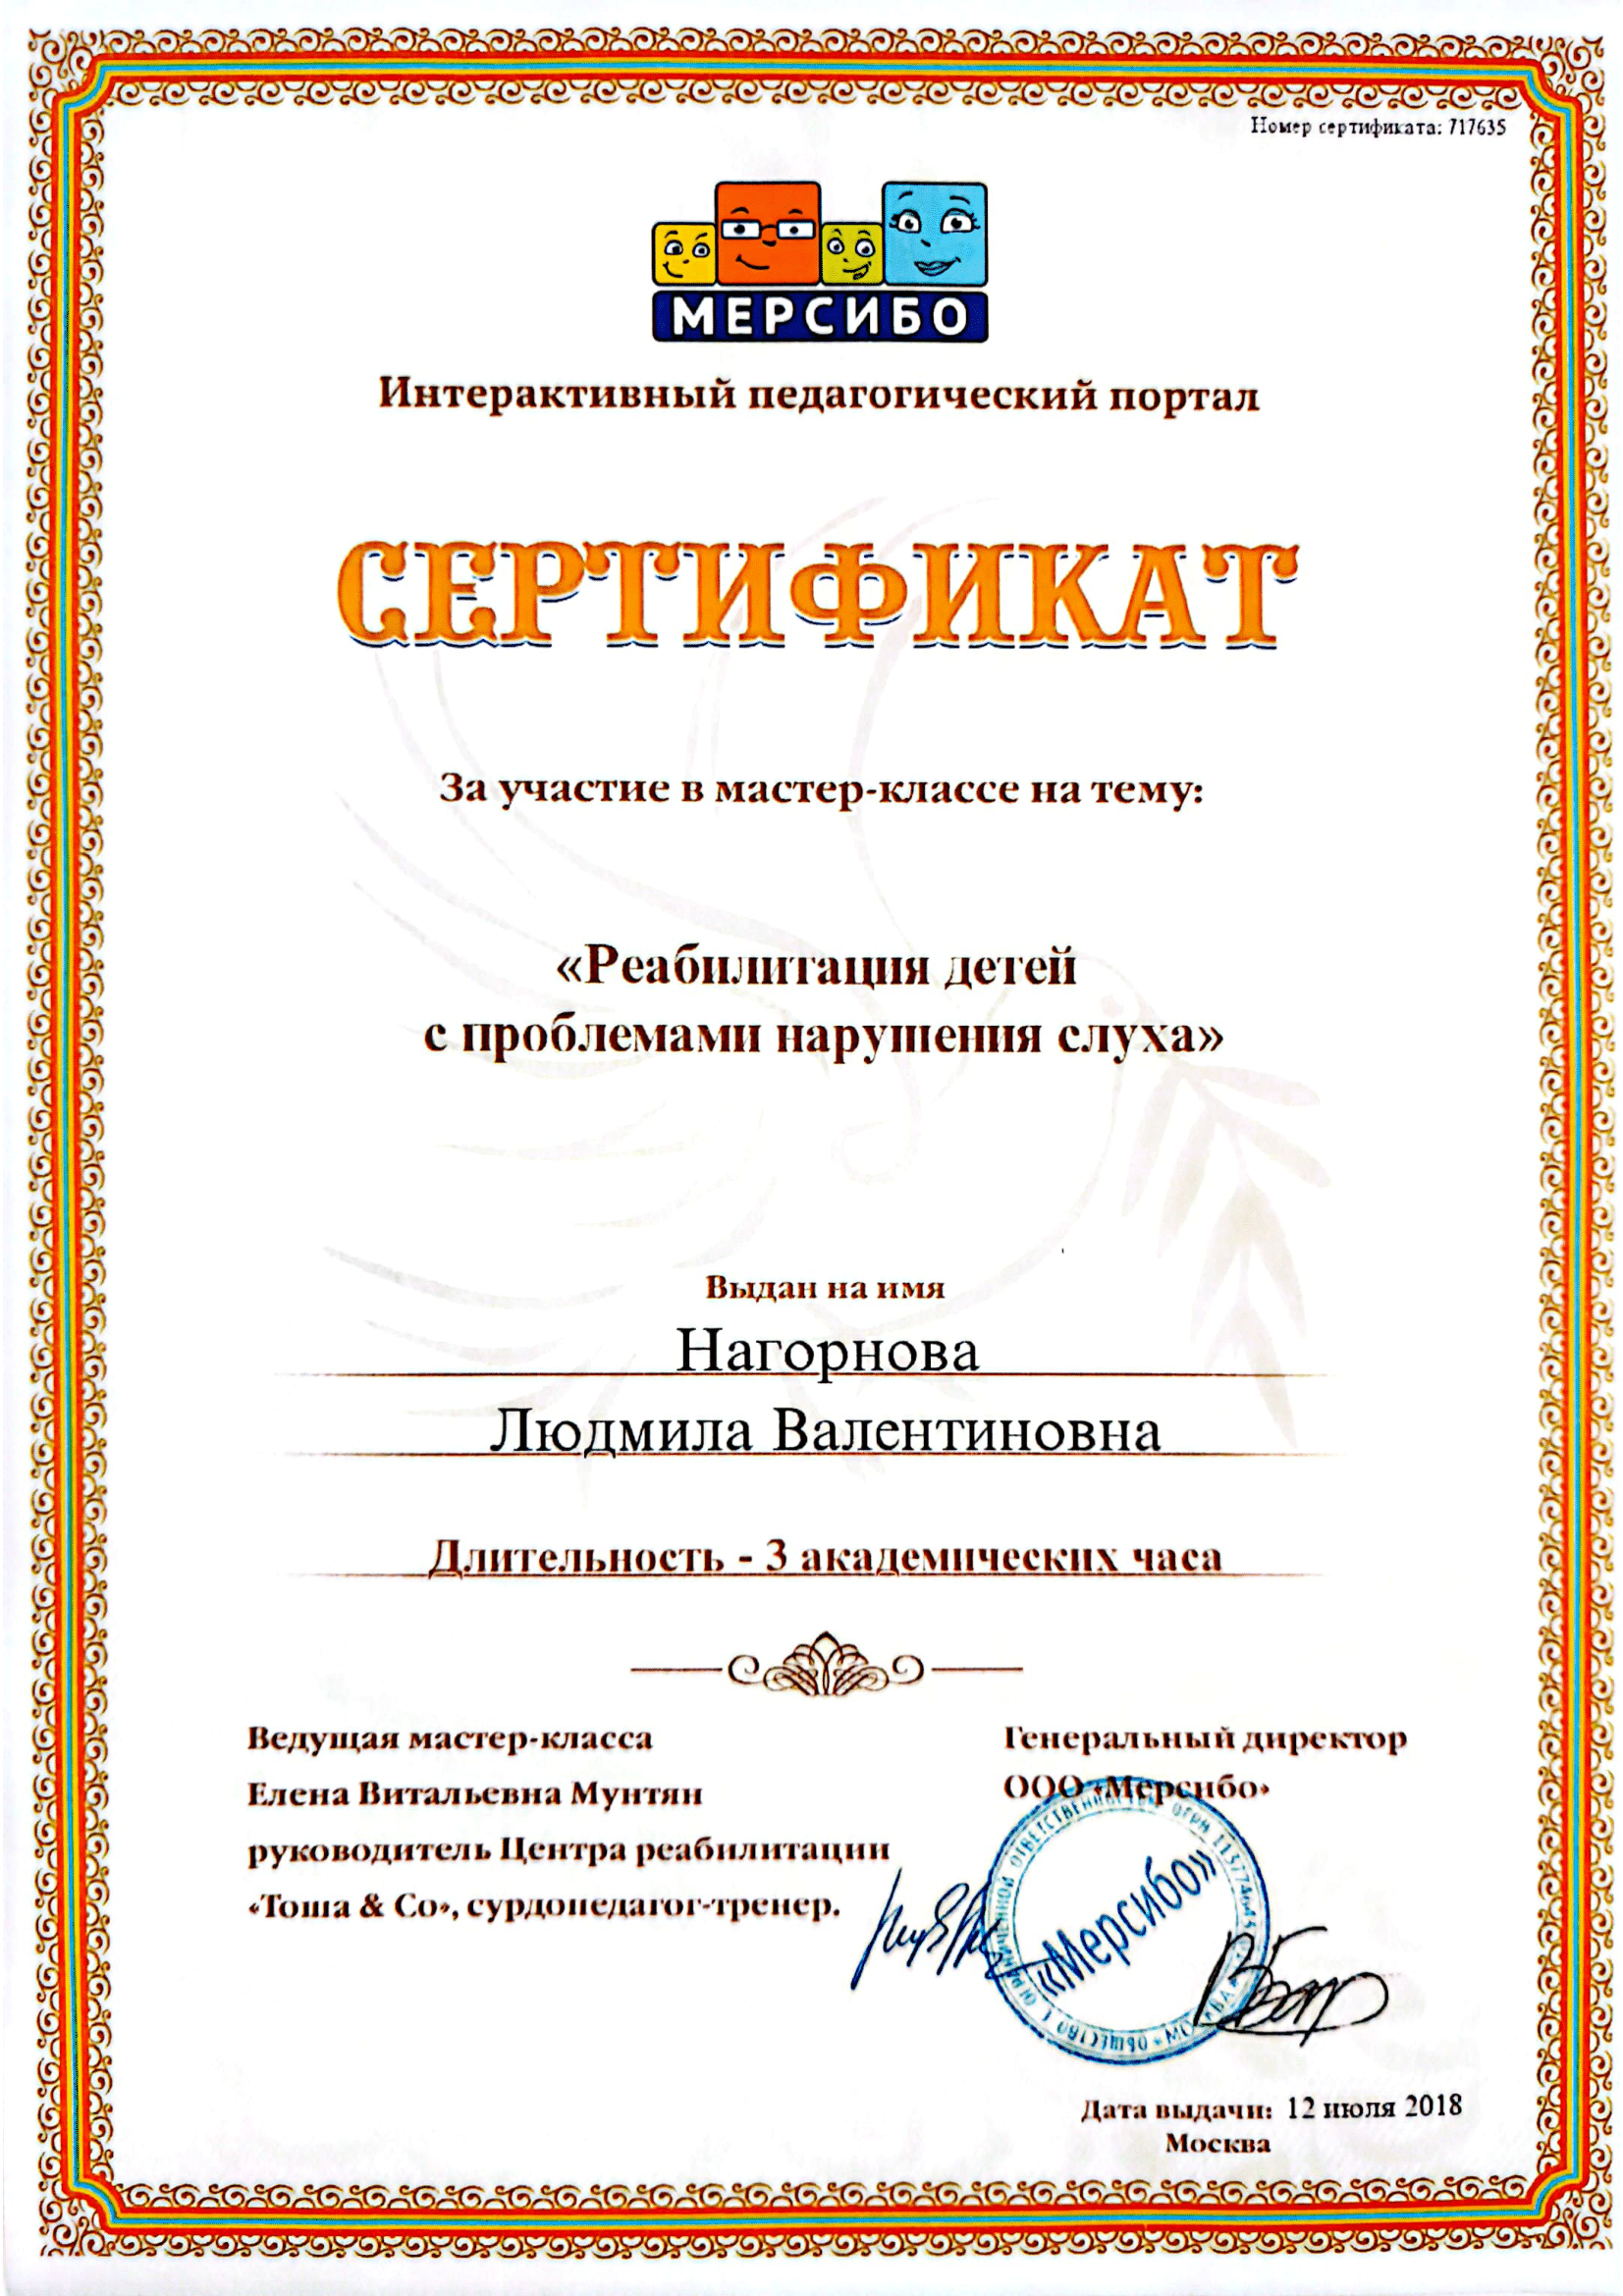 Номер сертификата: 717635
МЕРСИБО
Интерактивный педагогический портал
СЕРТИФИКАТ
За участие в мастер-классе на тему:
«Реабилитация детей
с проблемами нарушения слуха»
Выдан на имя
Нагорнова
Людмила Валентиновна
Длительность - 3 академических часа
Ведущая мастер-класса
Елена Витальевна Мунтян
руководитель Центра реабилитации
«Тоша & Co», сурдопедагог-тренер.
Генеральный директор
ООО «Мерсибо»
«Мерсибо»
Дата выдачи: 12 июля 2018
Москва